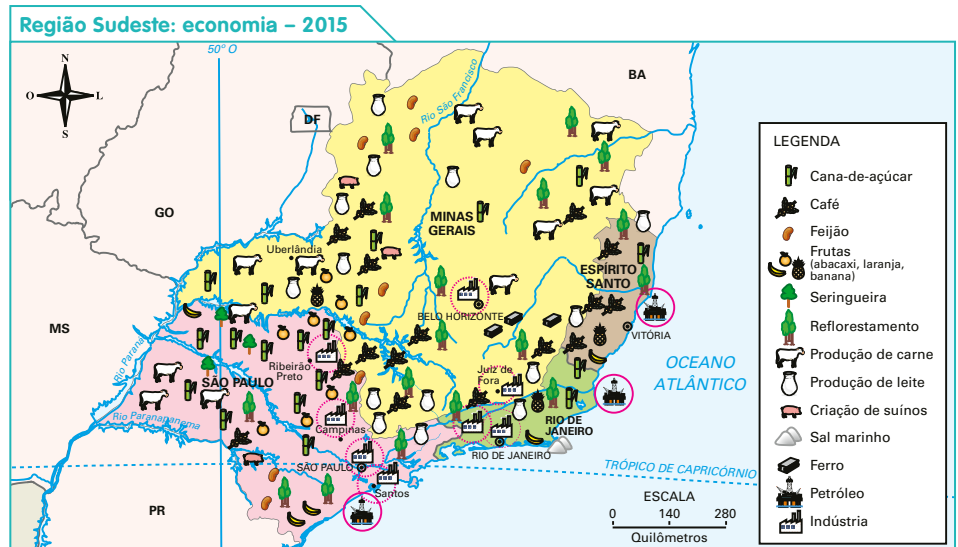 Região Sudeste: economia – 2015
50º O
N
O
L
S
BA
DF
GO
MS
PR
Rio São Francisco
MINAS
GERAIS
Uberlândia
BELO HORIZONTE
ESPÍRITO
SANTO
VITÓRIA
Rio Paraná
Ribeirão
Preto
SÃO PAULO
Rio Paranapanema
Campinas
SÃO PAULO
Santos
Juiz de
Fora
RIO DE
JANEIRO
RIO DE JANEIRO
OCEANO
ATLÂNTICO
TRÓPICO DE CAPRICÓRNIO
ESCALA
0 140 280
Quilômetros
LEGENDA
Cana-de-açúcar
Café
Feijão
Frutas
(abacaxi, laranja,
banana)
Seringueira
Reflorestamento
Produção de carne
Produção de leite
Criação de suínos
Sal marinho
Ferro
Petróleo
Indústria